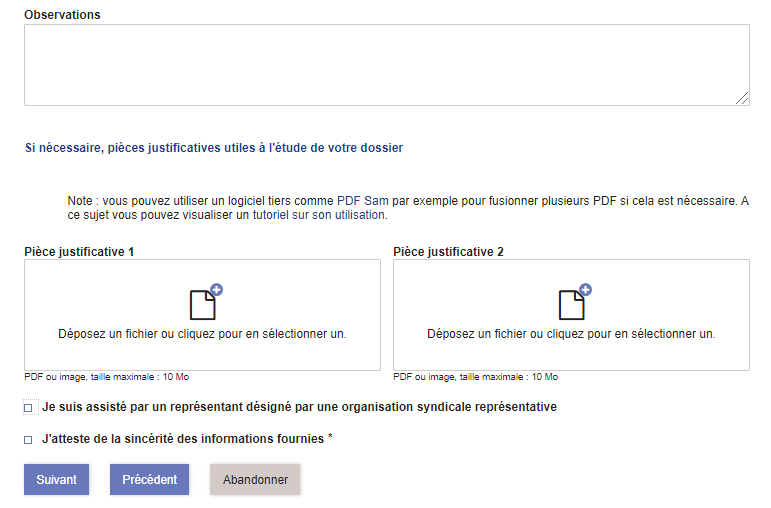 Observations
Si nécessaire, pièces justificatives utiles à l'étude de votre dossier
Note : vous pouvez utiliser un logiciel tiers comme PDF Sam par exemple pour fusionner plusieurs PDF si cela est nécessaire. A
ce sujet vous pouvez visualiser un tutoriel sur son utilisation.
Pièce justificative 1
Pièce justificative 2
Déposez un fichier ou cliquez pour en sélectionner un.
Déposez un fichier ou cliquez pour en sélectionner un.
PDF ou image, taille maximale : 10 Mo
PDF ou image, taille maximale : 10 Mo
Je suis assisté par un représentant désigné par une organisation syndicale représentative
J'atteste de la sincérité des informations fournies *
Suivant
Précédent
Abandonner